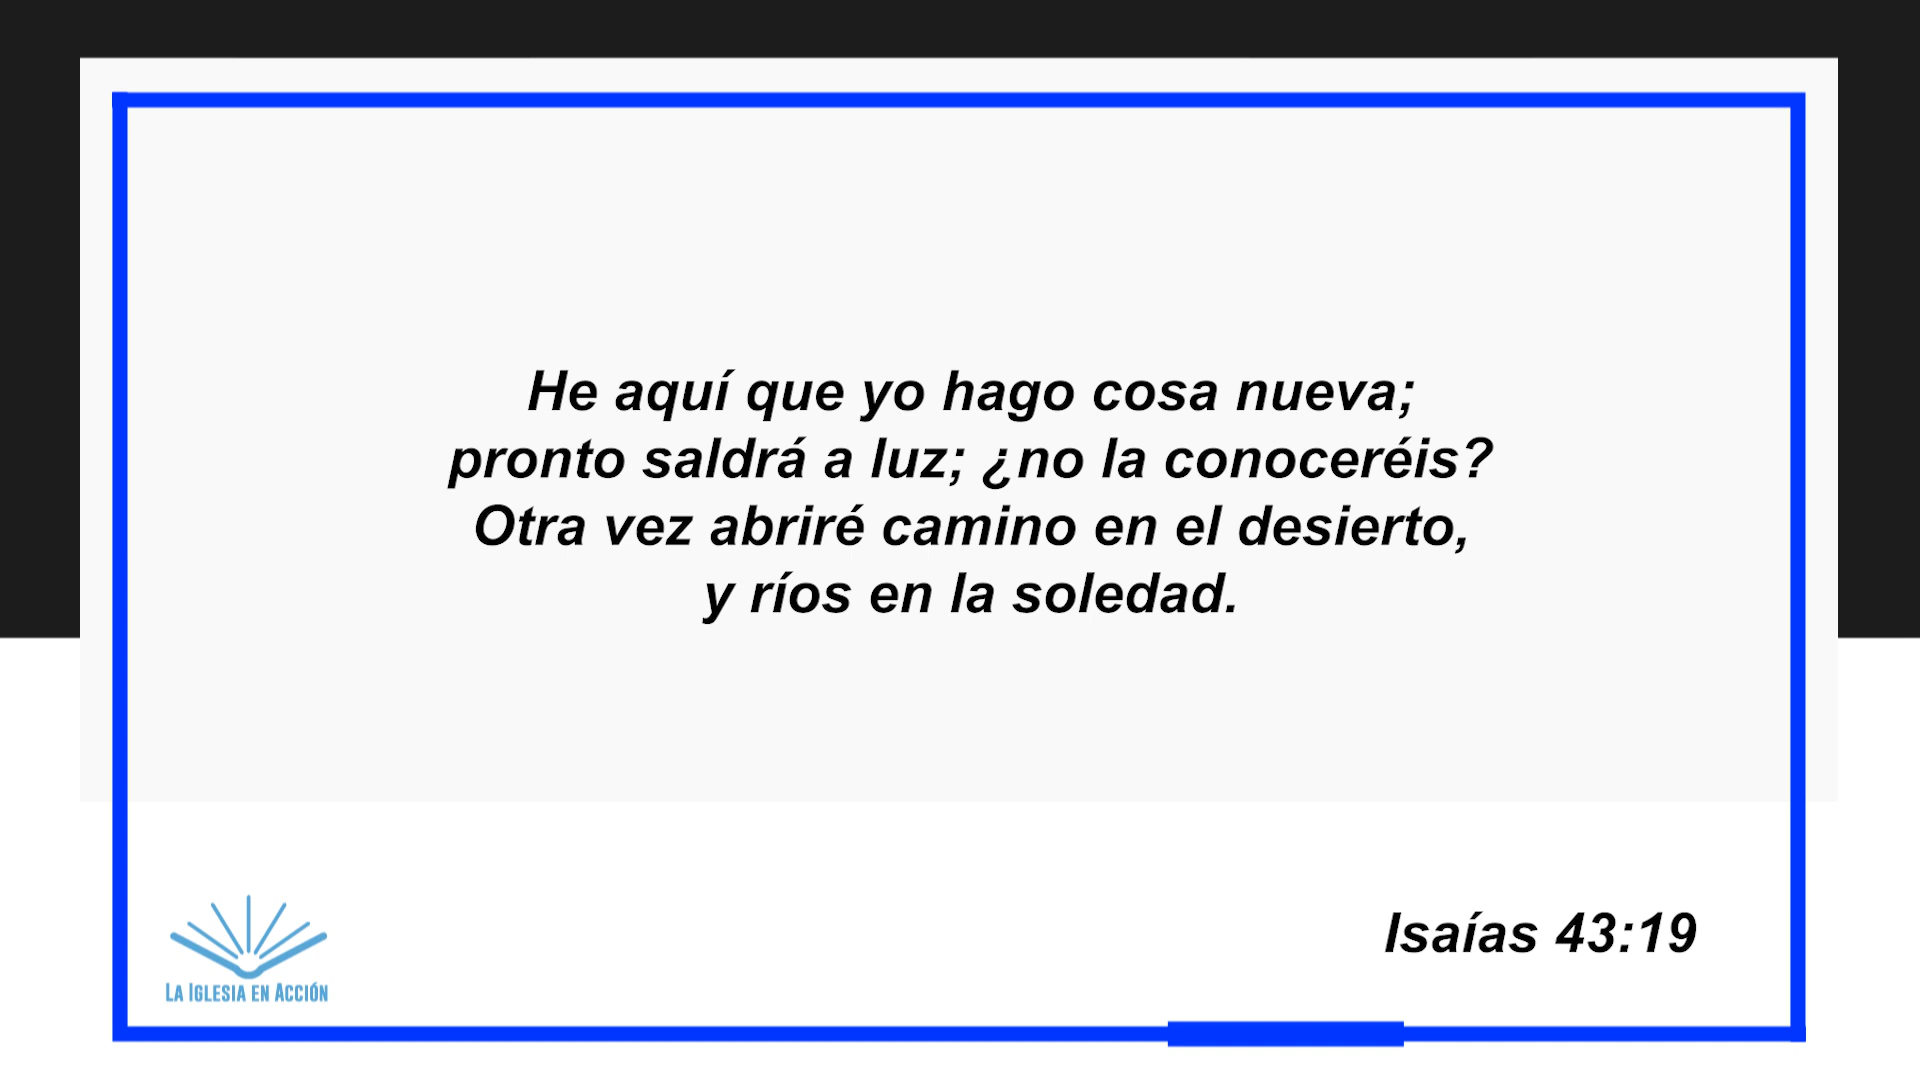 He aquí que yo hago cosa nueva;
pronto saldrá a luz; ¿no la conoceréis?
Otra vez abriré camino en el desierto,
y ríos en la soledad.
Isaías 43:19
LA IGLESIA EN ACCIÓN